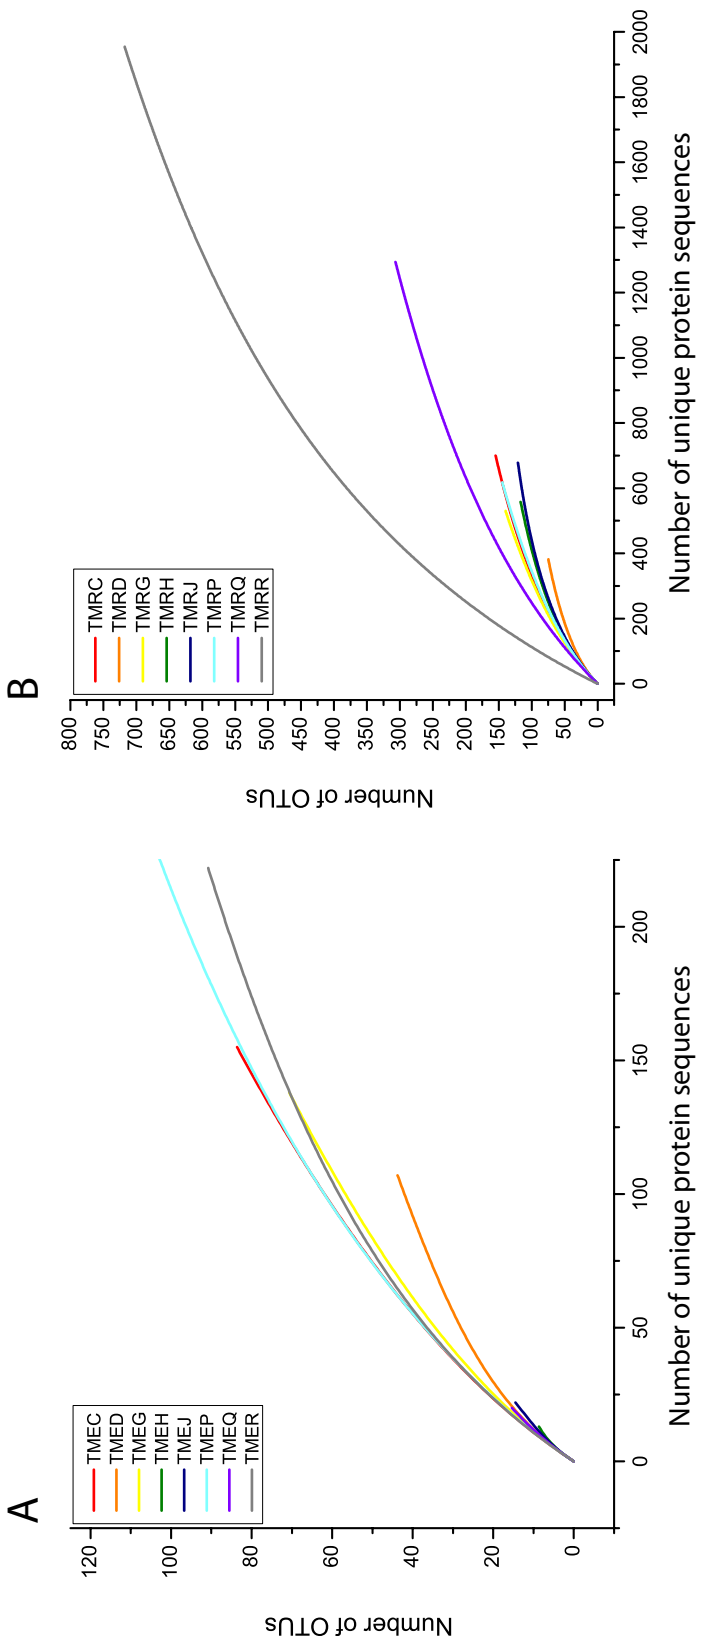 A
Number of OTUs
120
100
80
60
40
20
0
TMEC
TMED
TMEG
TMEH
TMEJ
TMEP
TMEQ
TMER
0
50
100
150
200
Number of unique protein sequences
B
Number of OTUs
800
750
700
650
600
550
500
450
400
350
300
250
200
150
100
50
0
TMRC
TMRD
TMRG
TMRH
TMRJ
TMRP
TMRQ
TMRR
0
200
400
600
800
1000
1200
1400
1600
1800
2000
Number of unique protein sequences